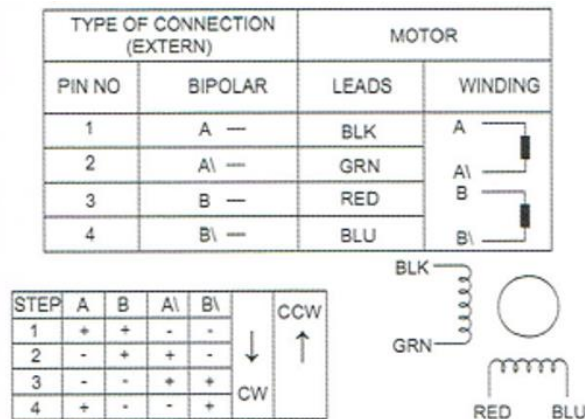 TYPE OF CONNECTION (EXTERN) MOTOR
PIN NO BIPOLAR LEADS WINDING
1 A — BLK A
2 A\ — GRN A\
3 B — RED B
4 B\ — BLU B\
STEP A B A\ B\ CCW
1 + + - -
2 - + + -
3 - - + + CW
4 + - - +
BLK
GRN
RED BLU